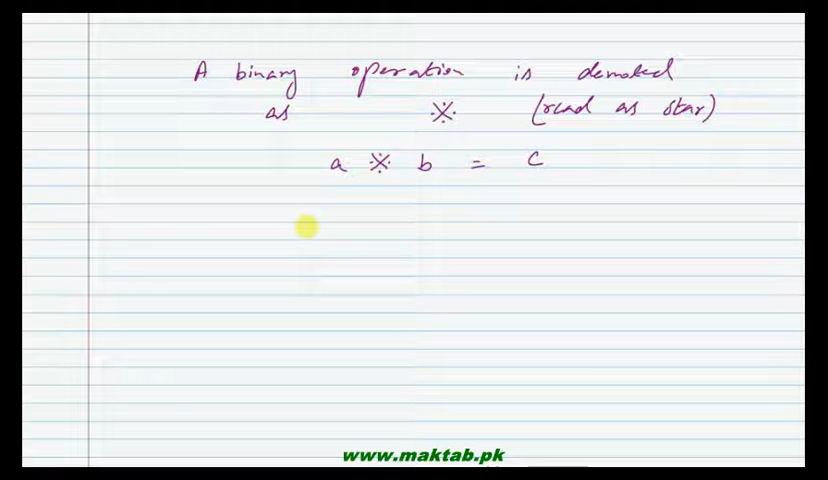 A binary operation is denoted
as ※ (read as star)
a ※ b = c
www.maktab.pk